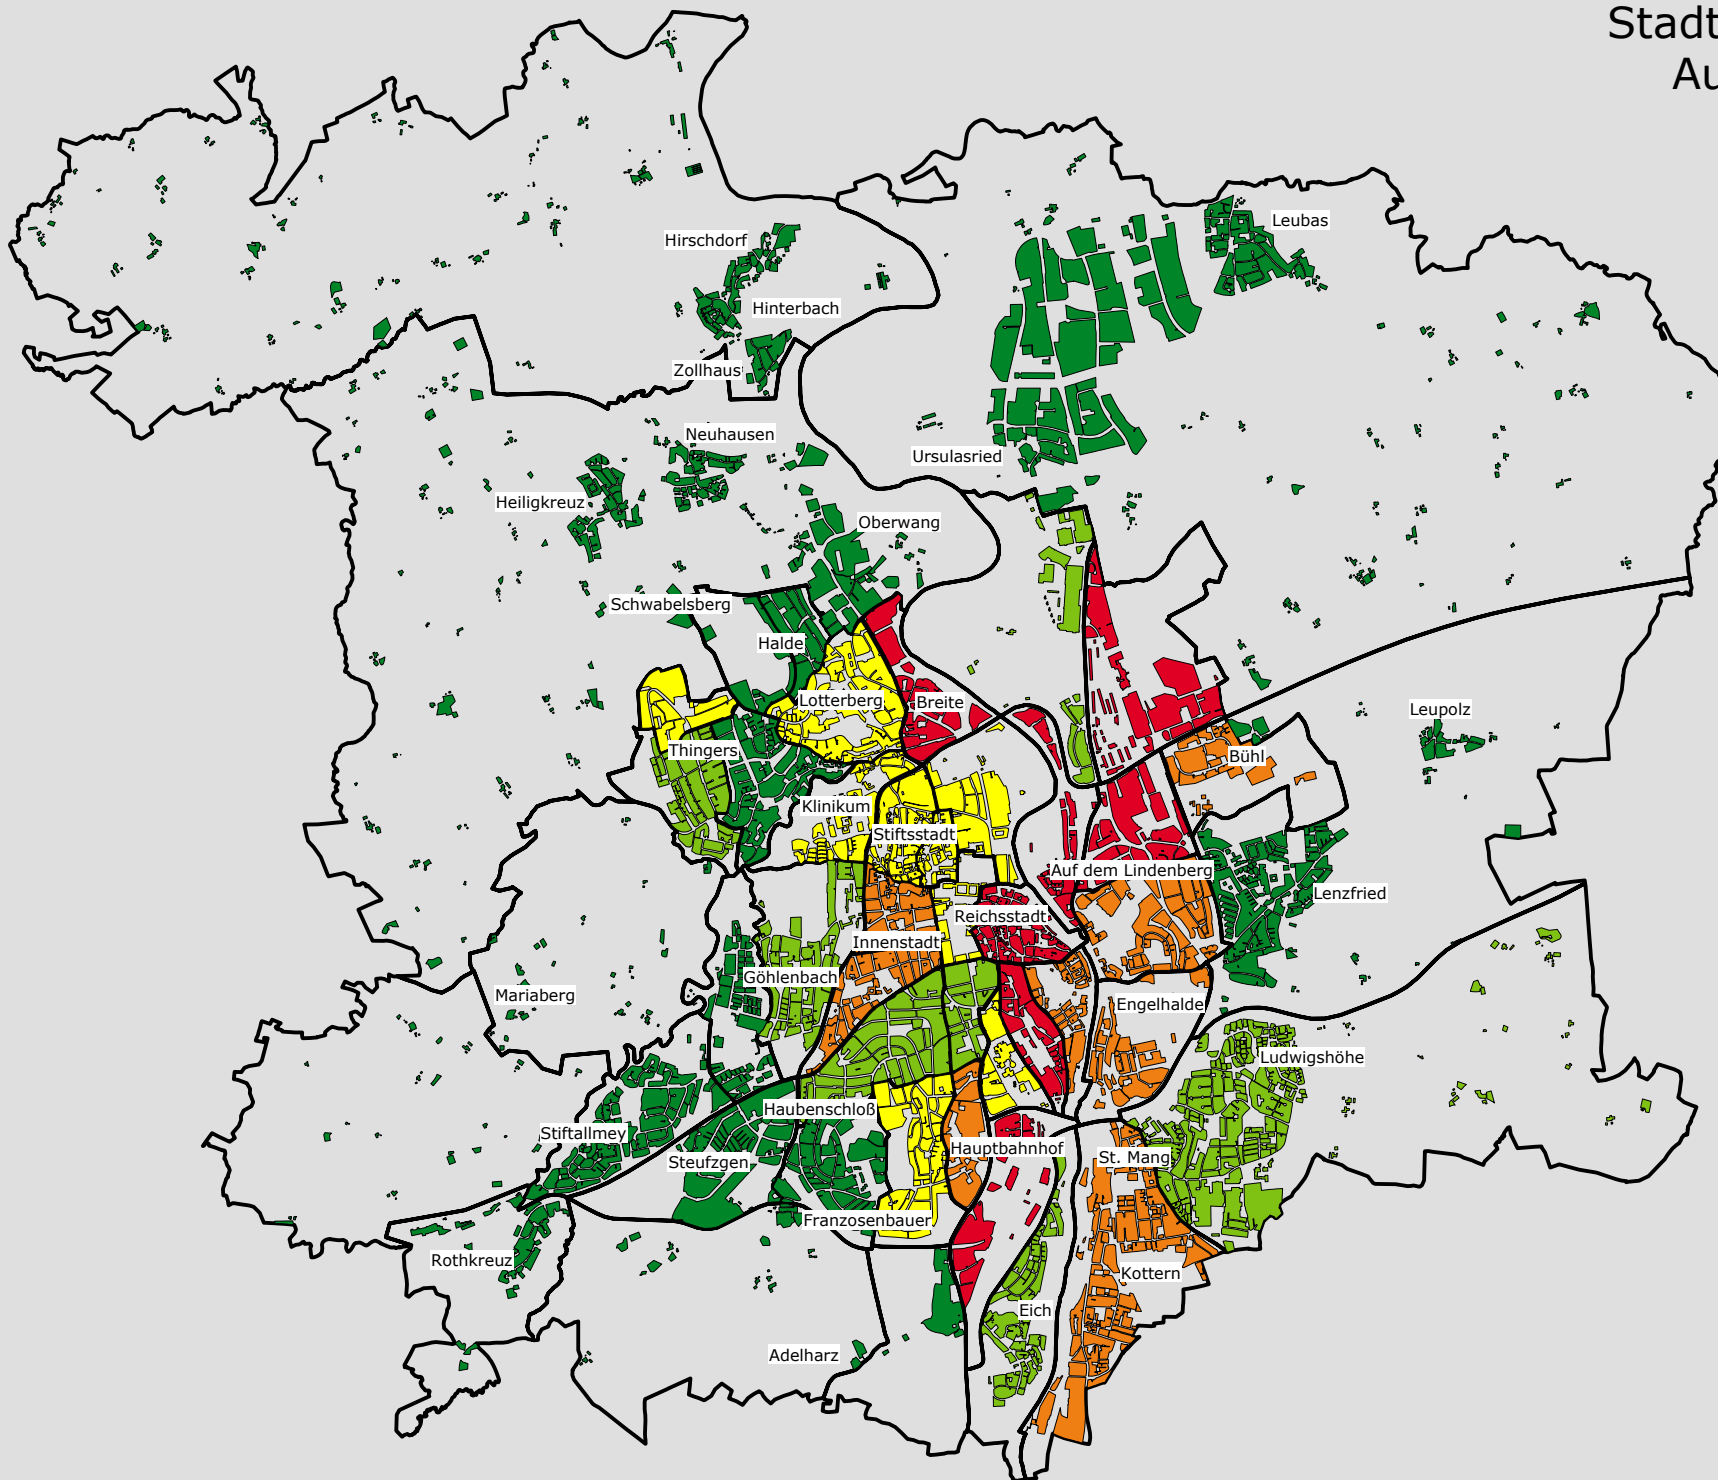 Stadt
Au
Leubas
Hirschdorf
Hinterbach
Zollhaus
Neuhausen
Ursulasried
Heiligkreuz
Oberwang
Schwabelsberg
Halde
Lotterberg
Breite
Leupolz
Thingers
Bühl
Klinikum
Stiftsstadt
Auf dem Lindenberg
Lenzfried
Reichsstadt
Innenstadt
Göhlenbach
Mariaberg
Engelhalde
Ludwigshöhe
Haubenschloß
Stiftallmey
Hauptbahnhof
St. Mang
Steufzgen
Franzosenbauer
Rothkreuz
Kottern
Eich
Adelharz